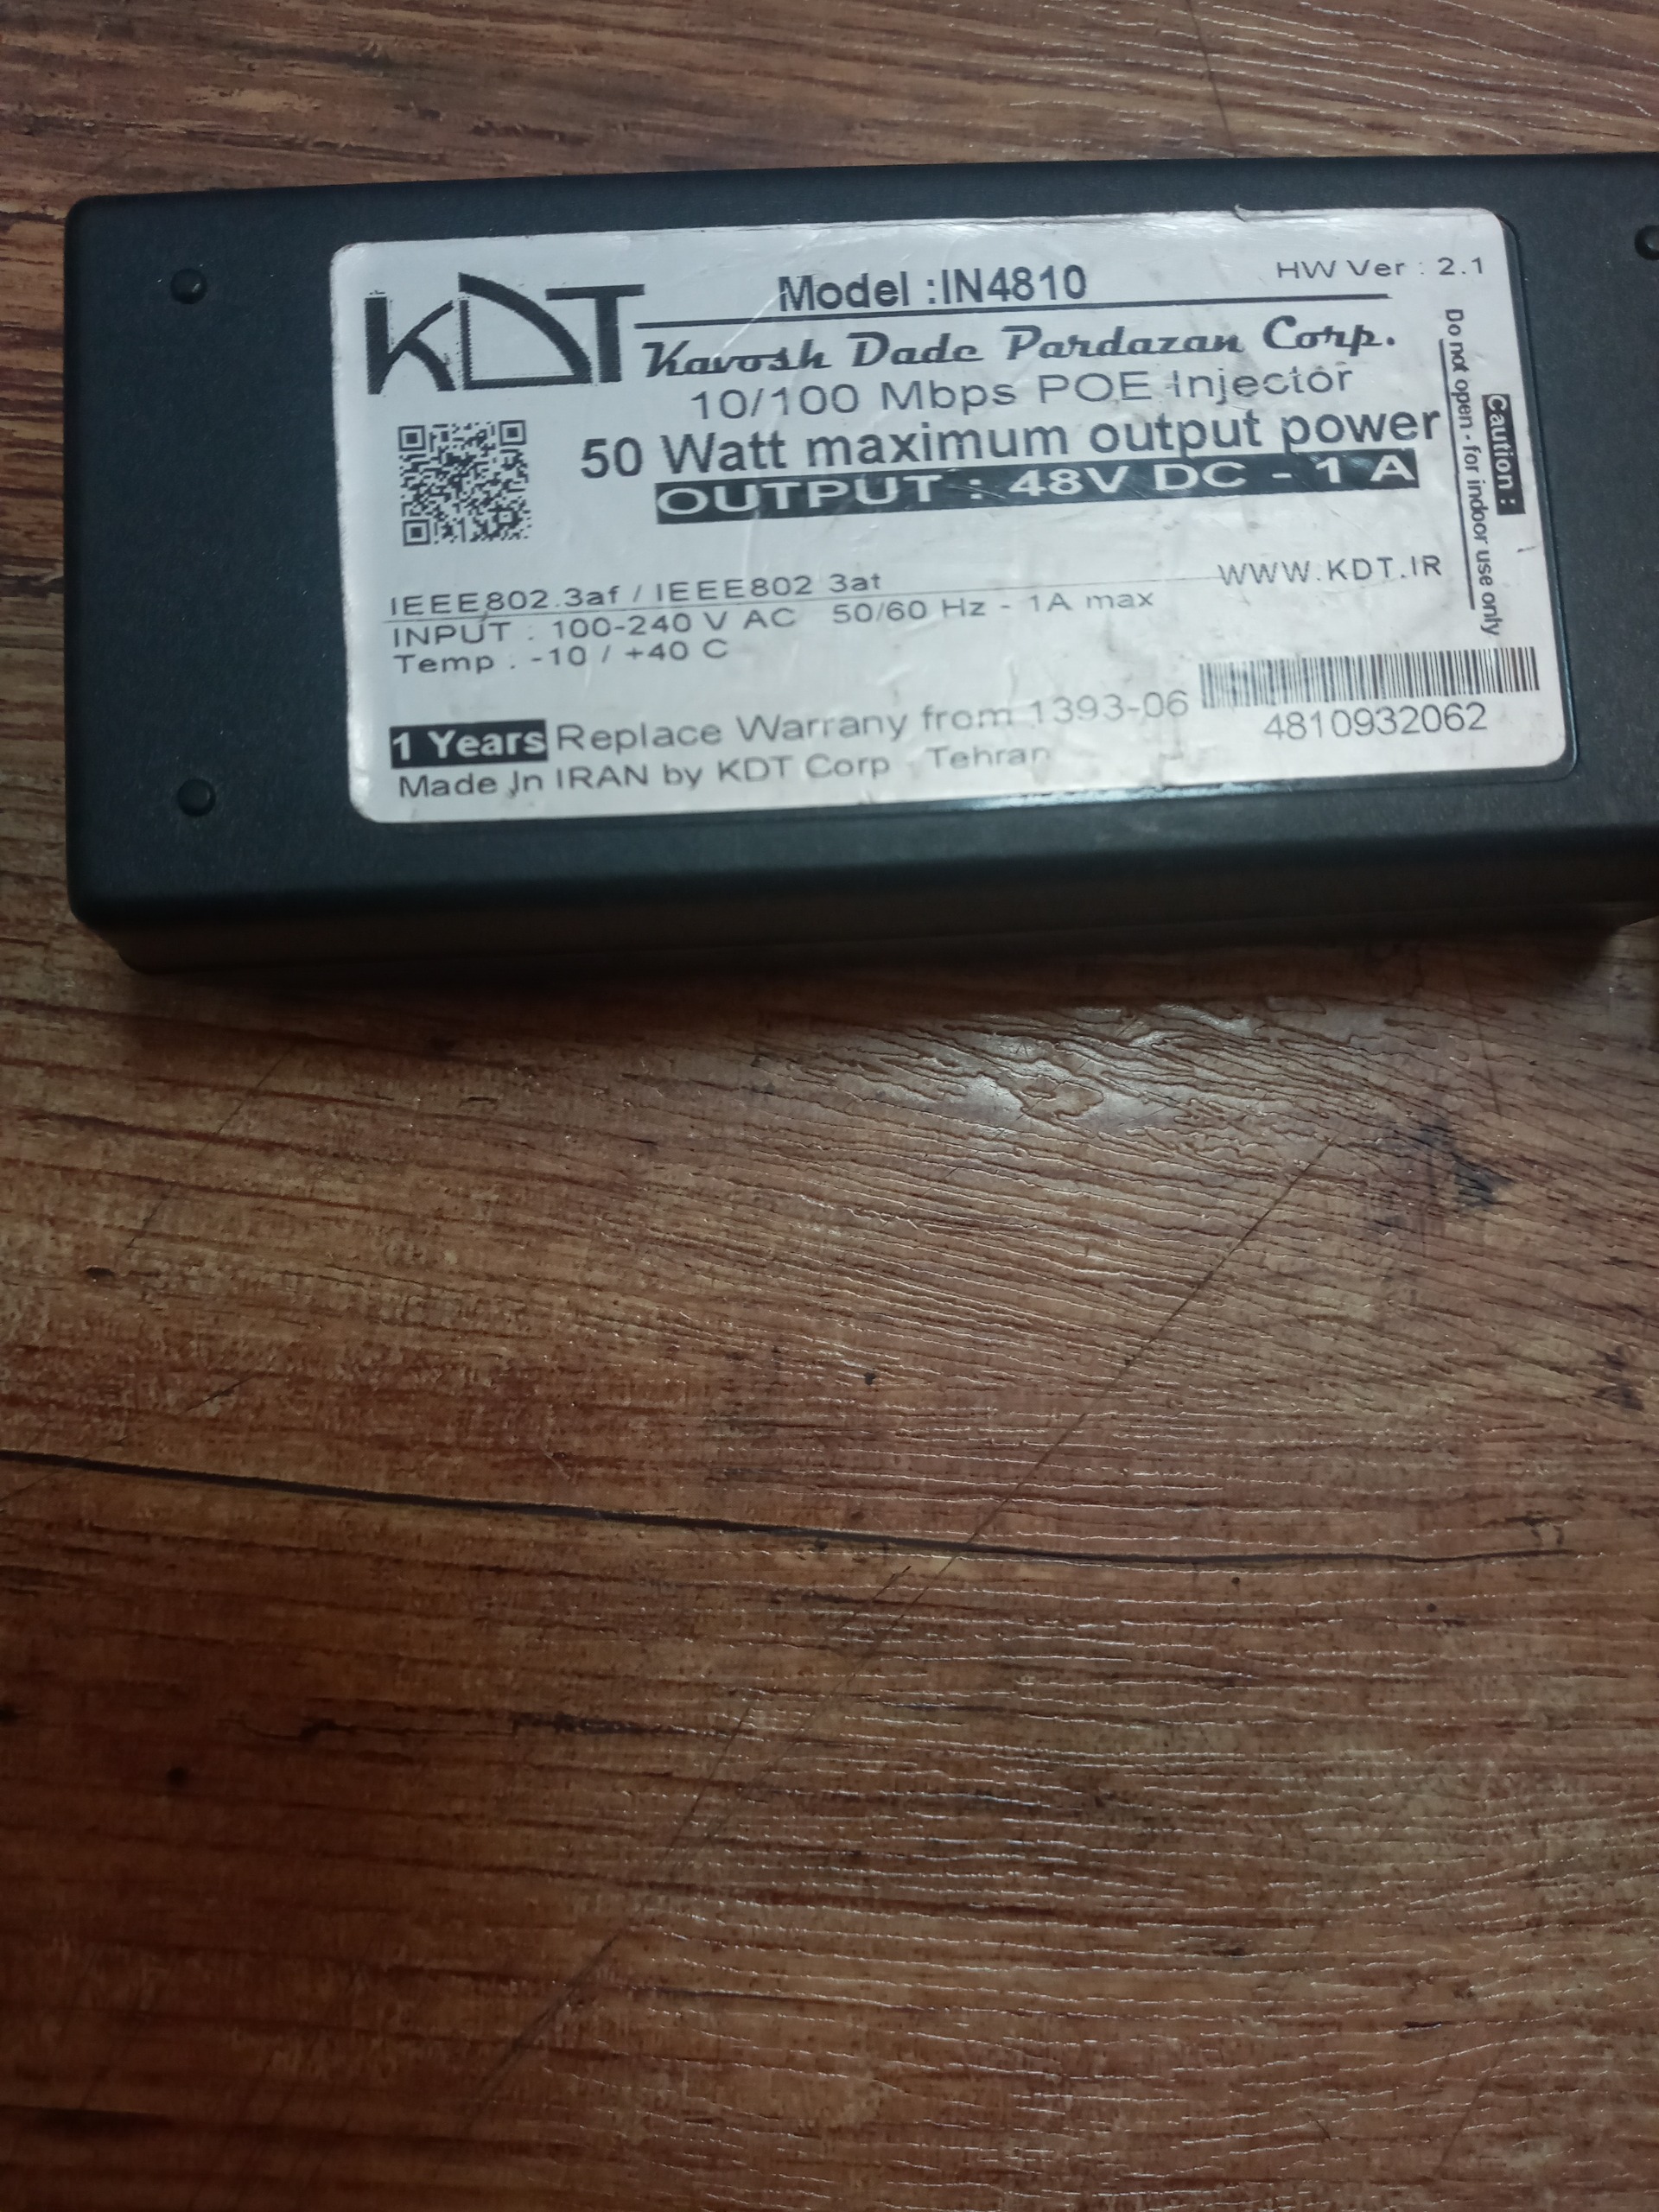 KDT
Model :IN4810
HW Ver : 2.1
Kavosh Dade Pardazan Corp.
10/100 Mbps POE Injector
50 Watt maximum output power
OUTPUT : 48V DC - 1 A
IEEE802.3af / IEEE802 3at
WWW.KDT.IR
INPUT : 100-240 V AC 50/60 Hz - 1A max
Temp . -10 / +40 C
1 Years Replace Warrany from 1393-06
4810932062
Made In IRAN by KDT Corp - Tehran
Caution :
Do not open - for indoor use only